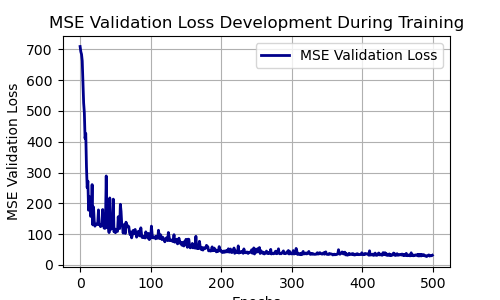 MSE Validation Loss Development During Training
MSE Validation Loss
700
600
500
400
300
200
100
0
MSE Validation Loss
0 100 200 300 400 500
Epochs